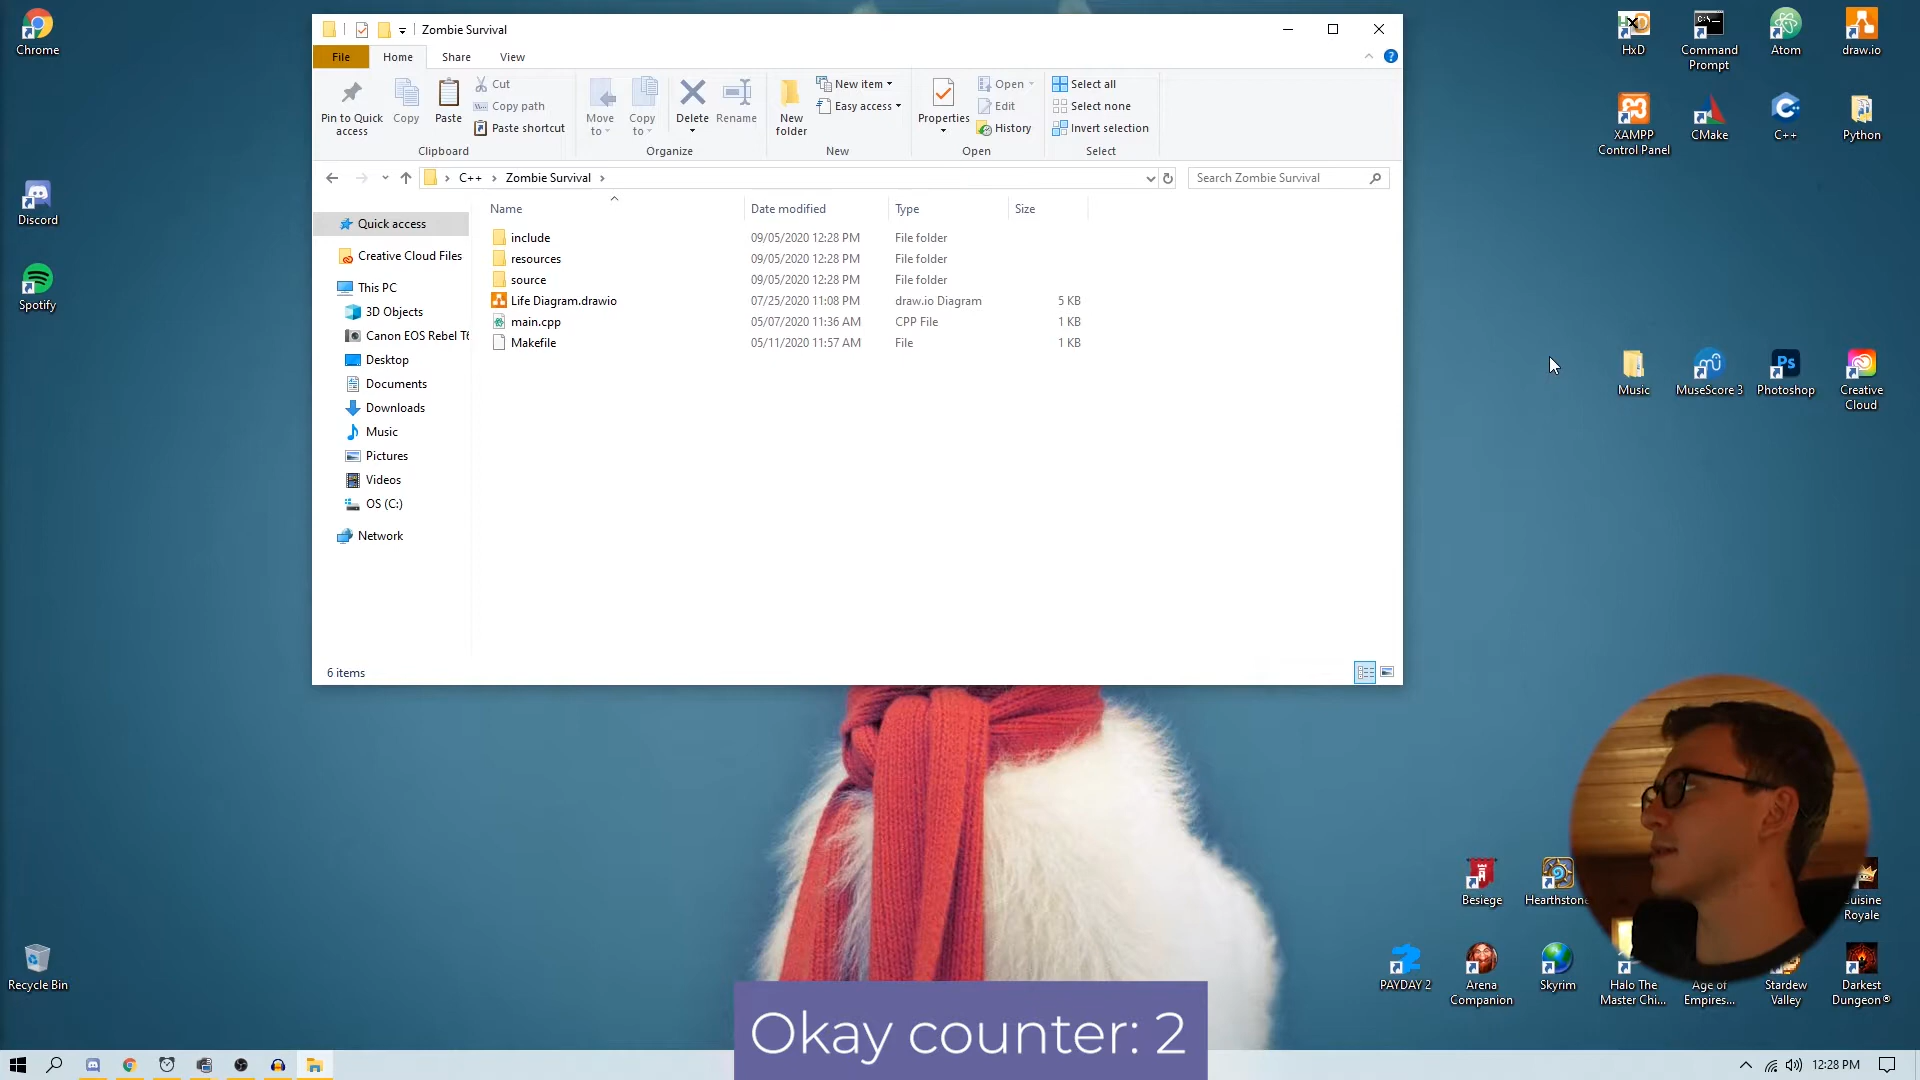 Chrome
Discord
Spotify
Recycle Bin
Zombie Survival
File
Home
Share
View
Pin to Quick
access
Copy
Paste
Cut
Copy path
Paste shortcut
Clipboard
Move
to
Copy
to
Delete
Rename
Organize
New
folder
New item
Easy access
New
Properties
Open
Edit
History
Open
Select all
Select none
Invert selection
Select
C++ > Zombie Survival >
Search Zombie Survival
Name Date modified Type Size
include 09/05/2020 12:28 PM File folder
resources 09/05/2020 12:28 PM File folder
source 09/05/2020 12:28 PM File folder
Life Diagram.drawio 07/25/2020 11:08 PM draw.io Diagram 5 KB
main.cpp 05/07/2020 11:36 AM CPP File 1 KB
Makefile 05/11/2020 11:57 AM File 1 KB
Quick access
Creative Cloud Files
This PC
3D Objects
Canon EOS Rebel T6
Desktop
Documents
Downloads
Music
Pictures
Videos
OS (C:)
Network
6 items
HxD
Command
Prompt
Atom
draw.io
XAMPP
Control Panel
CMake
C++
Python
Music
MuseScore 3
Photoshop
Creative
Cloud
Besiege
Hearthstone
Royale
PAYDAY 2
Arena
Companion
Skyrim
Halo The
Master Chi...
Age of
Empires...
Stardew
Valley
Darkest
Dungeon®
Okay counter: 2
12:28 PM